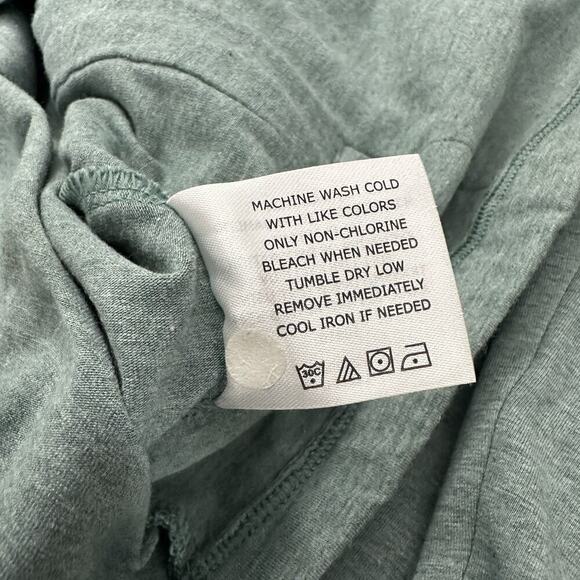 MACHINE WASH COLD
WITH LIKE COLORS
ONLY NON-CHLORINE
BLEACH WHEN NEEDED
TUMBLE DRY LOW
REMOVE IMMEDIATELY
COOL IRON IF NEEDED
30C